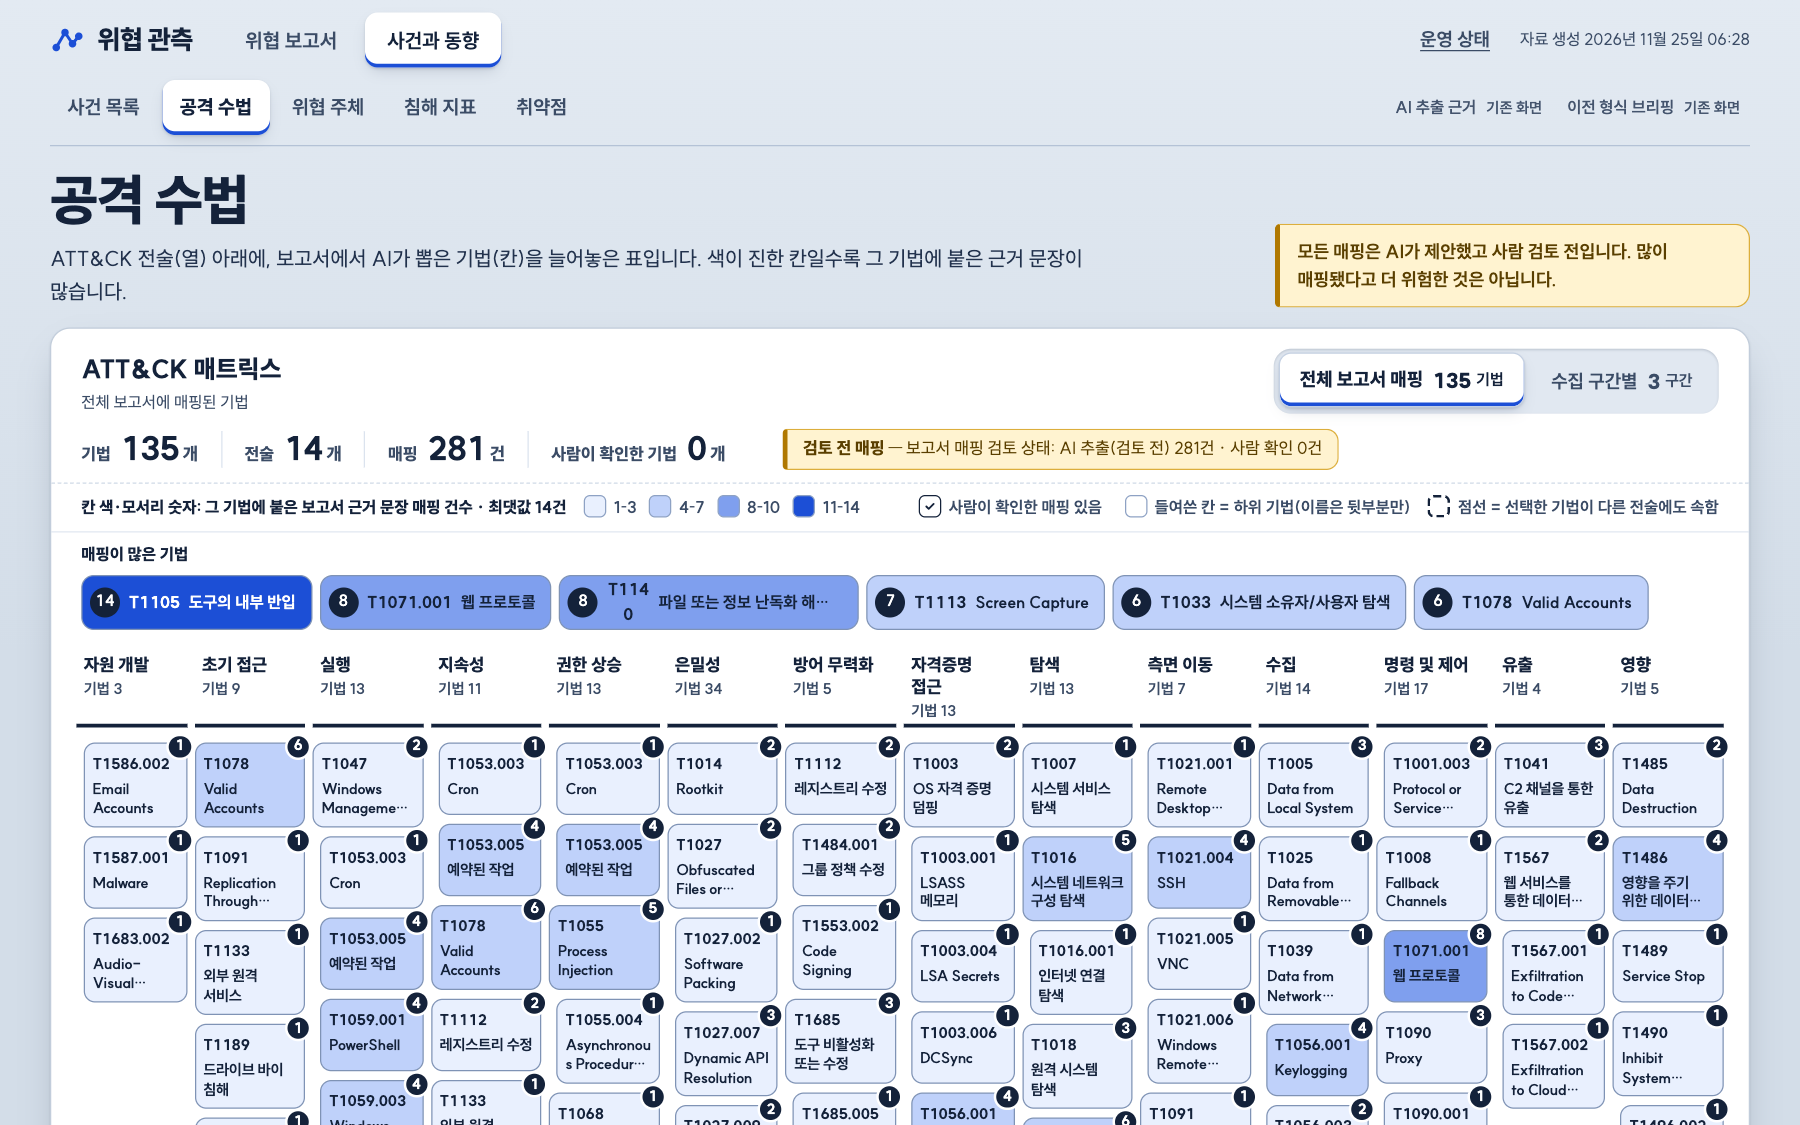 위협 관측
위협 보고서
사건과 동향
운영 상태
자료 생성 2026년 11월 25일 06:28
사건 목록
공격 수법
위협 주체
침해 지표
취약점
AI 추출 근거 기존 화면
이전 형식 브리핑 기존 화면
공격 수법
ATT&CK 전술(열) 아래에, 보고서에서 AI가 뽑은 기법(칸)을 늘어놓은 표입니다. 색이 진한 칸일수록 그 기법에 붙은 근거 문장이
많습니다.
모든 매핑은 AI가 제안했고 사람 검토 전입니다. 많이
매핑됐다고 더 위험한 것은 아닙니다.
ATT&CK 매트릭스
전체 보고서에 매핑된 기법
전체 보고서 매핑 135 기법
수집 구간별 3 구간
기법 135 개
전술 14 개
매핑 281 건
사람이 확인한 기법 0 개
검토 전 매핑 — 보고서 매핑 검토 상태: AI 추출(검토 전) 281건 · 사람 확인 0건
칸 색·모서리 숫자: 그 기법에 붙은 보고서 근거 문장 매핑 건수 · 최댓값 14건
1-3
4-7
8-10
11-14
사람이 확인한 매핑 있음
들여쓴 칸 = 하위 기법(이름은 뒷부분만)
점선 = 선택한 기법이 다른 전술에도 속함
매핑이 많은 기법
14 T1105 도구의 내부 반입
8 T1071.001 웹 프로토콜
8 T114
0 파일 또는 정보 난독화 해…
7 T1113 Screen Capture
6 T1033 시스템 소유자/사용자 탐색
6 T1078 Valid Accounts
자원 개발
기법 3
1
T1586.002
Email
Accounts
1
T1587.001
Malware
1
T1683.002
Audio-
Visual…
초기 접근
기법 9
6
T1078
Valid
Accounts
1
T1091
Replication
Through…
1
T1133
외부 원격
서비스
1
T1189
드라이브 바이
침해
1
실행
기법 13
2
T1047
Windows
Manageme…
1
T1053.003
Cron
4
T1053.005
예약된 작업
4
T1059.001
PowerShell
4
T1059.003
Windows
지속성
기법 11
1
T1053.003
Cron
4
T1053.005
예약된 작업
6
T1078
Valid
Accounts
2
T1112
레지스트리 수정
1
T1133
외부 원격
권한 상승
기법 13
1
T1053.003
Cron
4
T1053.005
예약된 작업
5
T1055
Process
Injection
1
T1055.004
Asynchronou
s Procedur…
1
T1068
은밀성
기법 34
2
T1014
Rootkit
2
T1027
Obfuscated
Files or…
1
T1027.002
Software
Packing
3
T1027.007
Dynamic API
Resolution
2
T1027.009
방어 무력화
기법 5
2
T1112
레지스트리 수정
2
T1484.001
그룹 정책 수정
1
T1553.002
Code
Signing
3
T1685
도구 비활성화
또는 수정
1
T1685.005
자격증명
접근
기법 13
2
T1003
OS 자격 증명
덤핑
1
T1003.001
LSASS
메모리
1
T1003.004
LSA Secrets
1
T1003.006
DCSync
4
T1056.001
탐색
기법 13
1
T1007
시스템 서비스
탐색
5
T1016
시스템 네트워크
구성 탐색
1
T1016.001
인터넷 연결
탐색
3
T1018
원격 시스템
탐색
6
측면 이동
기법 7
1
T1021.001
Remote
Desktop…
4
T1021.004
SSH
1
T1021.005
VNC
1
T1021.006
Windows
Remote…
1
T1091
수집
기법 14
3
T1005
Data from
Local System
1
T1025
Data from
Removable…
1
T1039
Data from
Network…
4
T1056.001
Keylogging
2
T1056.003
명령 및 제어
기법 17
2
T1001.003
Protocol or
Service…
1
T1008
Fallback
Channels
8
T1071.001
웹 프로토콜
3
T1090
Proxy
1
T1090.001
유출
기법 4
3
T1041
C2 채널을 통한
유출
2
T1567
웹 서비스를
통한 데이터…
1
T1567.001
Exfiltration
to Code…
1
T1567.002
Exfiltration
to Cloud…
영향
기법 5
2
T1485
Data
Destruction
4
T1486
영향을 주기
위한 데이터…
1
T1489
Service Stop
1
T1490
Inhibit
System…
1